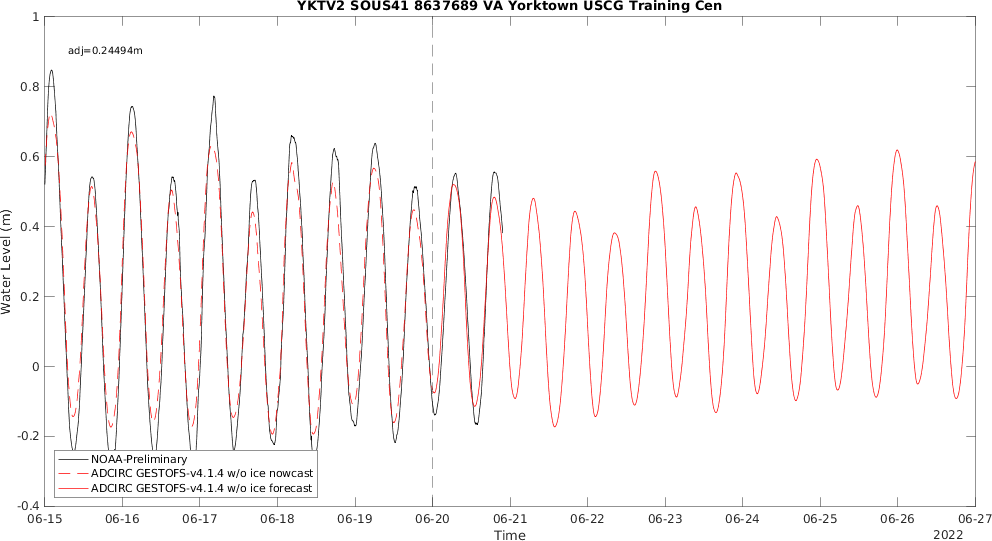 YKTV2 SOUS41 8637689 VA Yorktown USCG Training Cen
adj=0.24494m
Water Level (m)
1
0.8
0.6
0.4
0.2
0
-0.2
-0.4
NOAA-Preliminary
ADCIRC GESTOFS-v4.1.4 w/o ice nowcast
ADCIRC GESTOFS-v4.1.4 w/o ice forecast
06-15 06-16 06-17 06-18 06-19 06-20 06-21 06-22 06-23 06-24 06-25 06-26 06-27
Time
2022